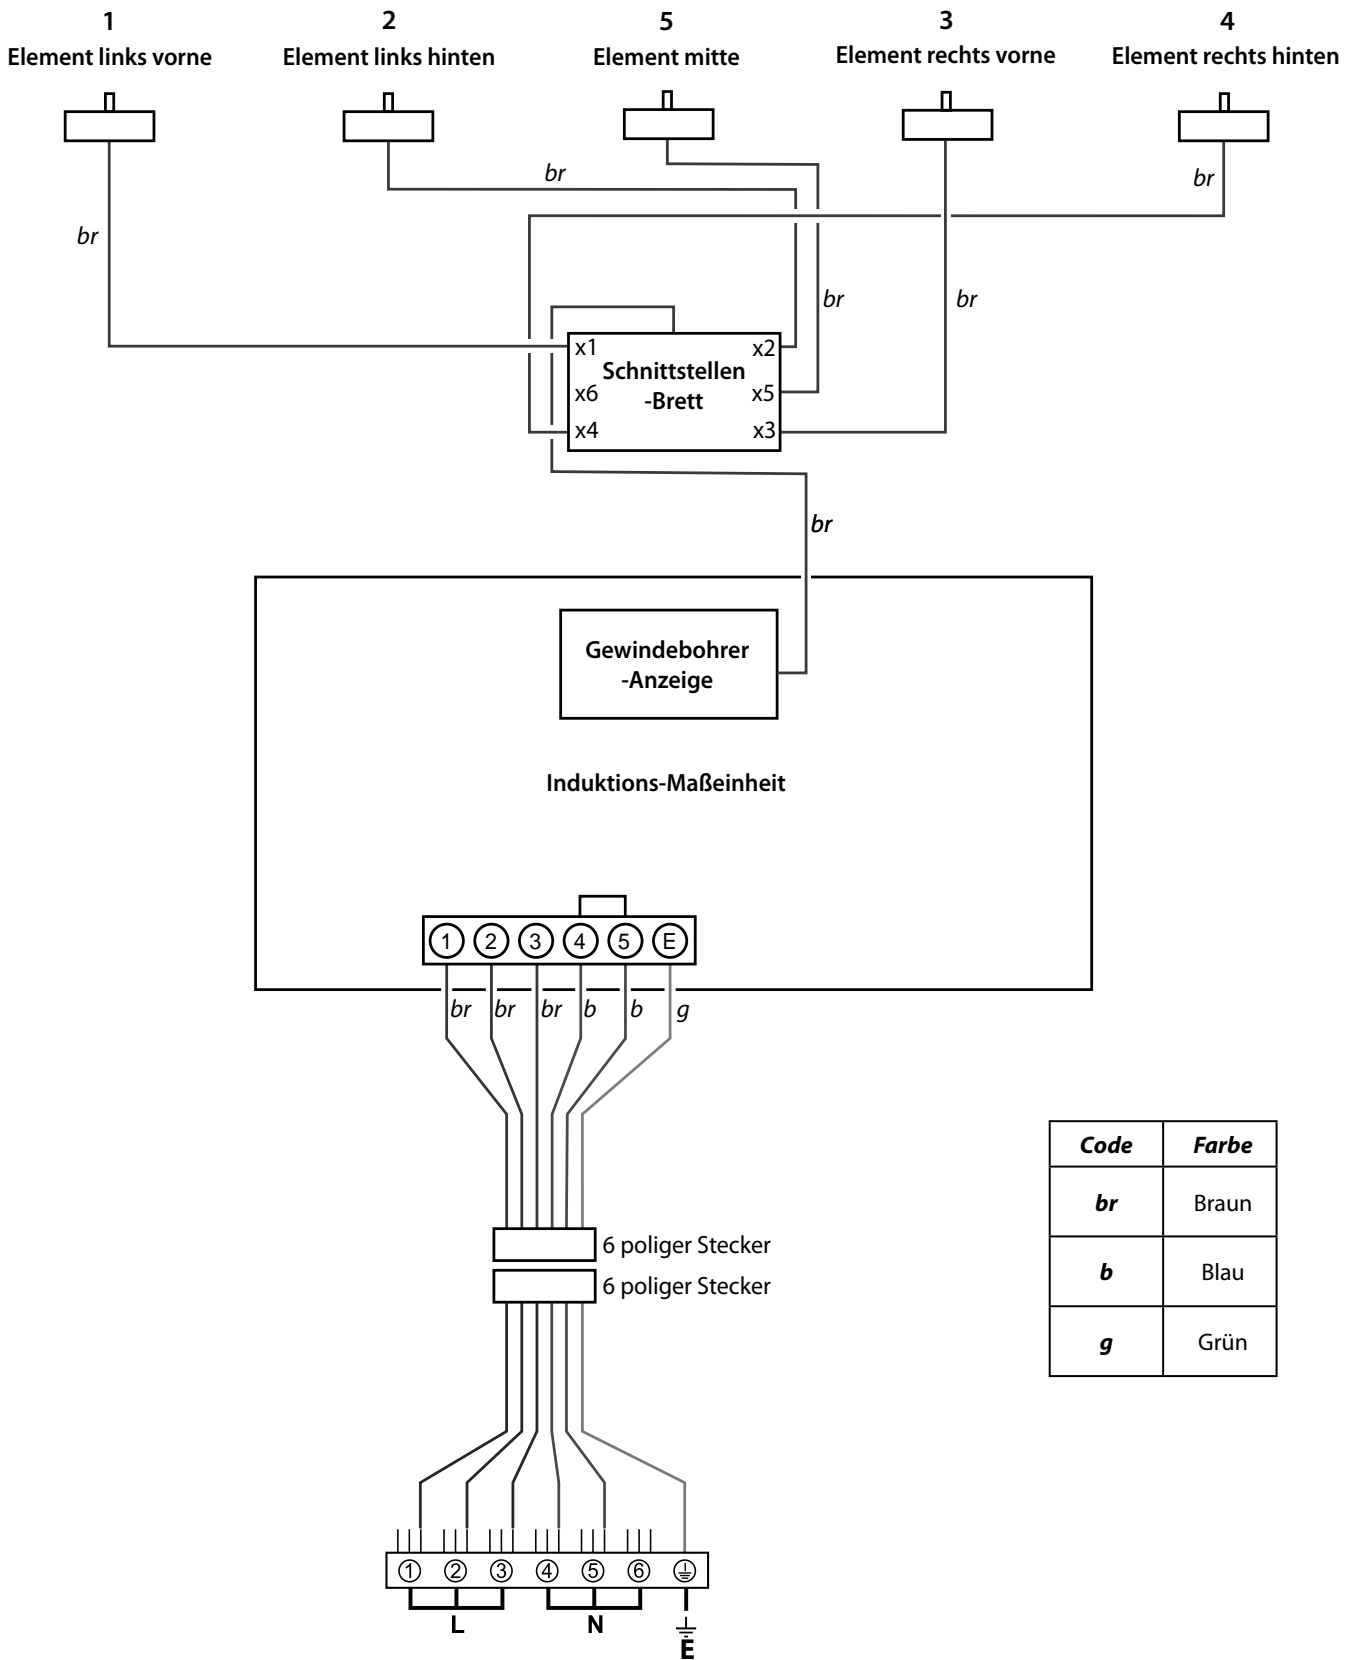 1
Element links vorne
2
Element links hinten
5
Element mitte
3
Element rechts vorne
4
Element rechts hinten
br
br
br
br
br
x1
x2
Schnittstellen
-Brett
x6
x5
x4
x3
br
Gewindebohrer
-Anzeige
Induktions-Maßeinheit
1 2 3 4 5 E
br br br b b g
6 poliger Stecker
6 poliger Stecker
Code Farbe
br Braun
b Blau
g Grün
1 2 3 4 5 6
L N
E